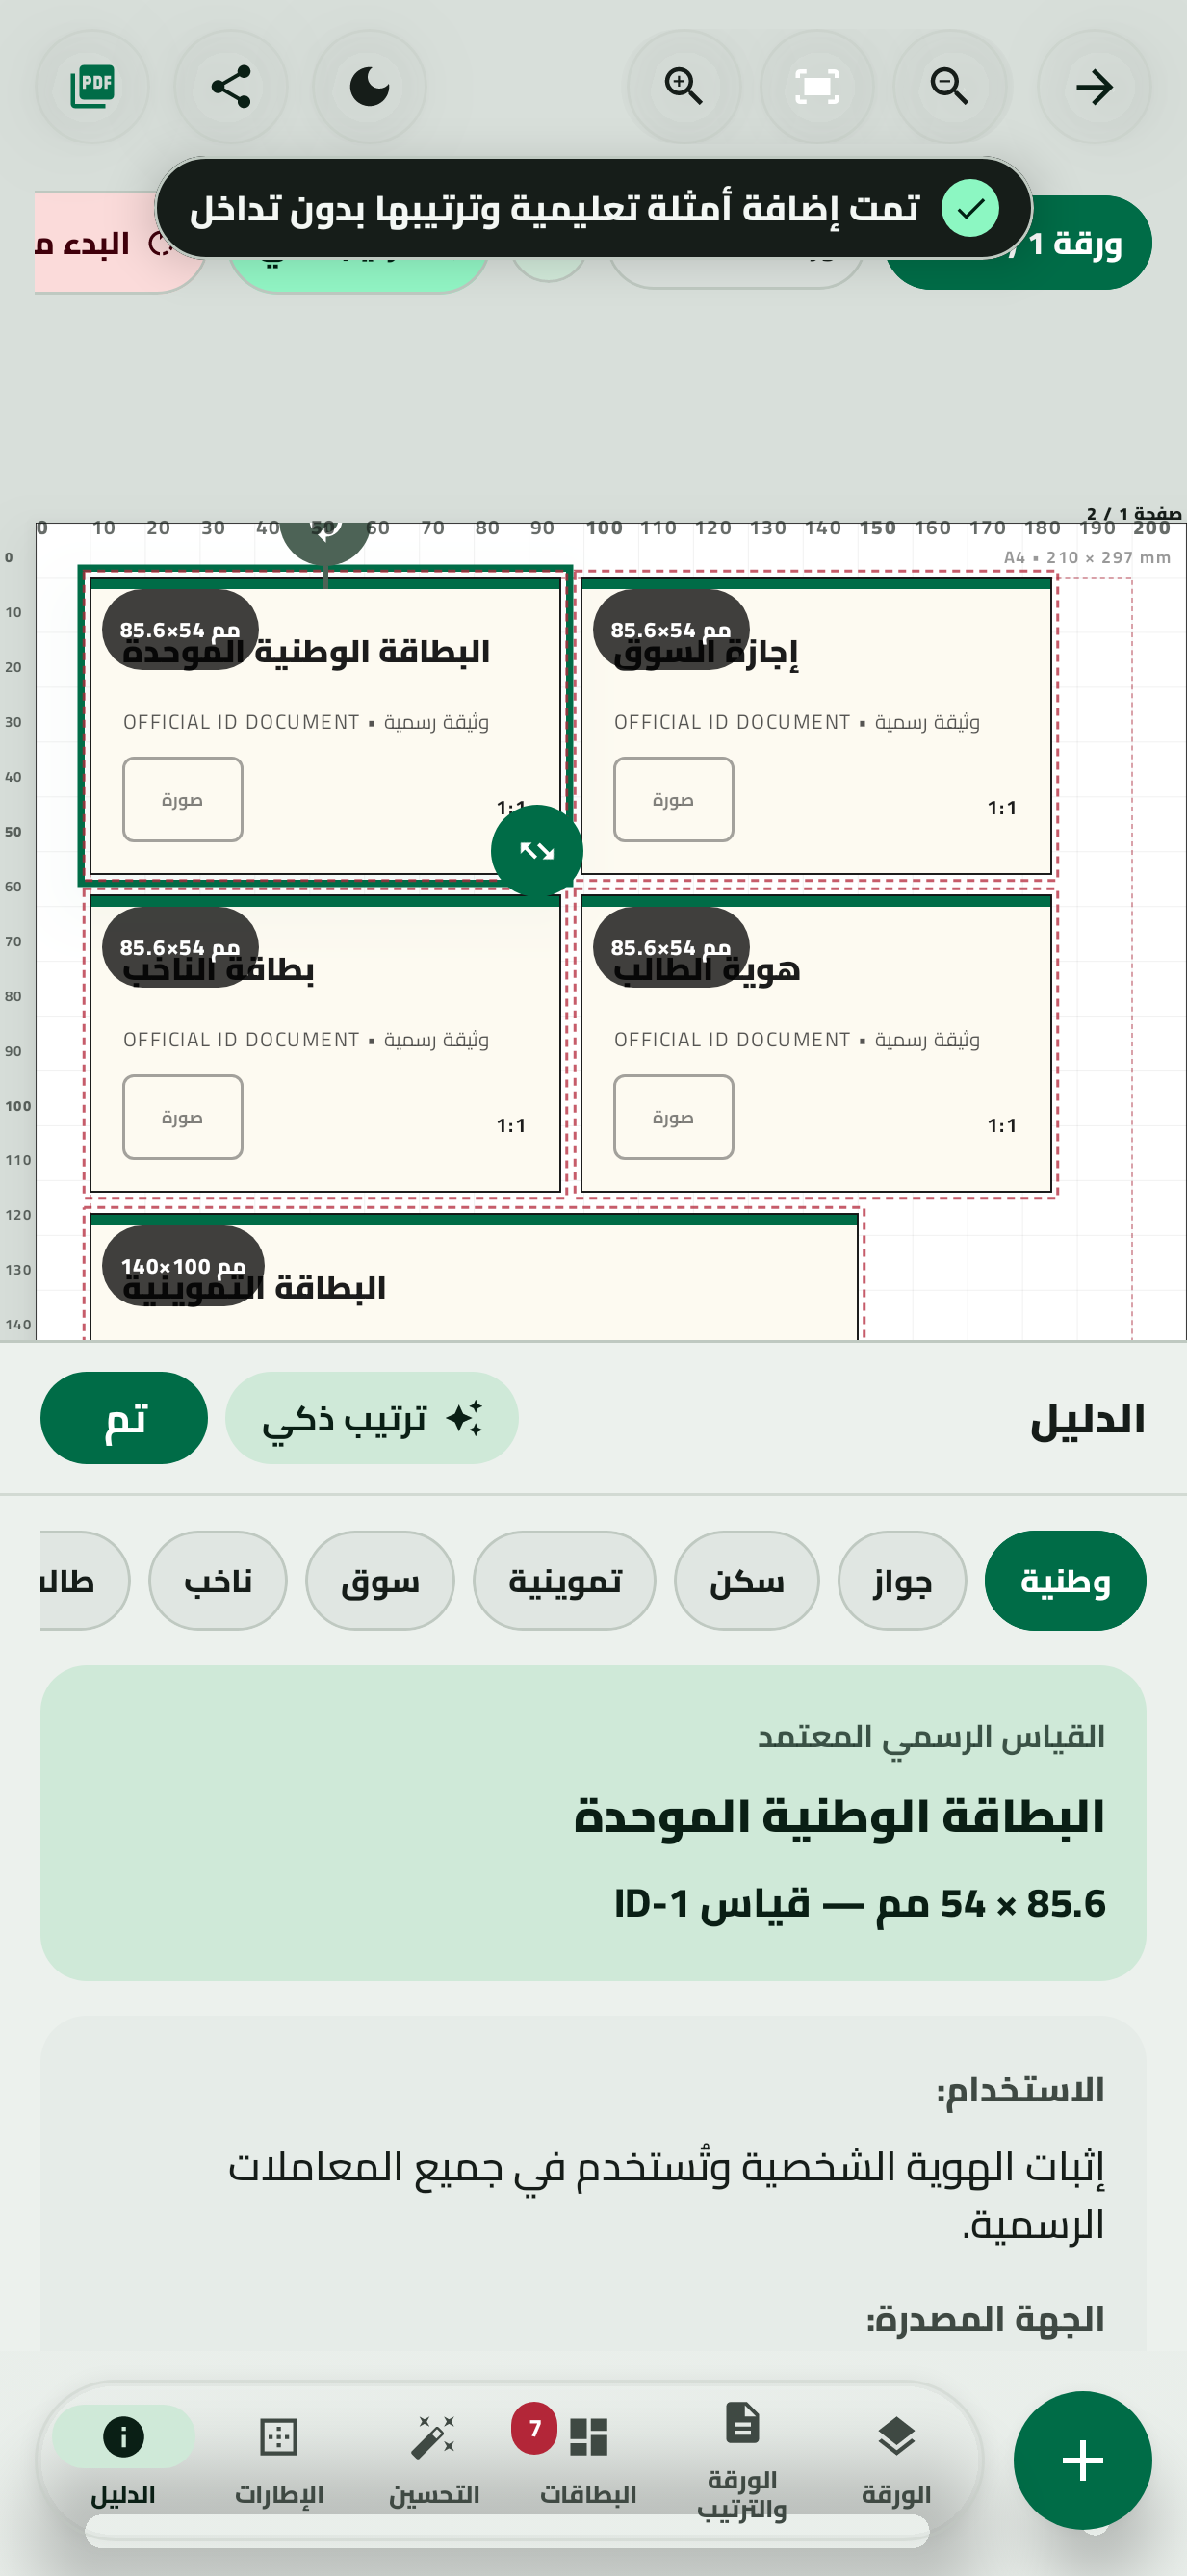 PDF
تمت إضافة أمثلة تعليمية وترتيبها بدون تداخل
ورقة 1 /
البدء م
صفحة 1 / 2
0 10 20 30 40 50 60 70 80 90 100 110 120 130 140 150 160 170 180 190 200
A4 • 210 × 297 mm
0
10
20
30
40
50
60
70
80
90
100
110
120
130
140
85.6×54 مم
البطاقة الوطنية الموحدة
OFFICIAL ID DOCUMENT • وثيقة رسمية
صورة
1:1
85.6×54 مم
إجازة السوق
OFFICIAL ID DOCUMENT • وثيقة رسمية
صورة
1:1
85.6×54 مم
بطاقة الناخب
OFFICIAL ID DOCUMENT • وثيقة رسمية
صورة
1:1
85.6×54 مم
هوية الطالب
OFFICIAL ID DOCUMENT • وثيقة رسمية
صورة
1:1
140×100 مم
البطاقة التموينية
الدليل
ترتيب ذكي
تم
وطنية
جواز
سكن
تموينية
سوق
ناخب
طالب
القياس الرسمي المعتمد
البطاقة الوطنية الموحدة
85.6 × 54 مم — قياس ID-1
الاستخدام:
إثبات الهوية الشخصية وتُستخدم في جميع المعاملات
الرسمية.
الجهة المصدرة:
الورقة
الورقة
والترتيب
7
البطاقات
التحسين
الإطارات
الدليل